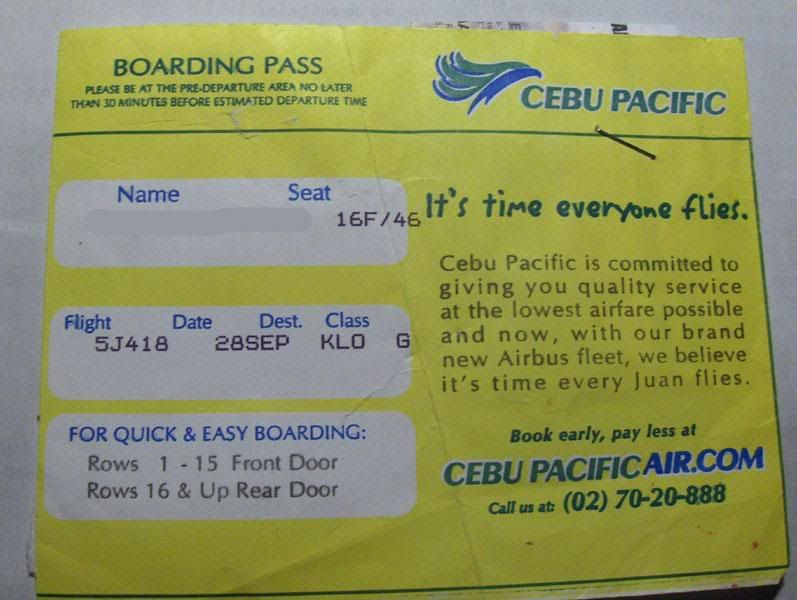 BOARDING PASS
PLEASE BE AT THE PRE-DEPARTURE AREA NO LATER
THAN 30 MINUTES BEFORE ESTIMATED DEPARTURE TIME
CEBU PACIFIC
Name Seat
16F/46
Flight Date Dest. Class
5J418 28SEP KLO G
FOR QUICK & EASY BOARDING:
Rows 1 - 15 Front Door
Rows 16 & Up Rear Door
It's time everyone flies.
Cebu Pacific is committed to
giving you quality service
at the lowest airfare possible
and now, with our brand
new Airbus fleet, we believe
it's time every Juan flies.
Book early, pay less at
CEBU PACIFICAIR.COM
Call us at: (02) 70-20-888